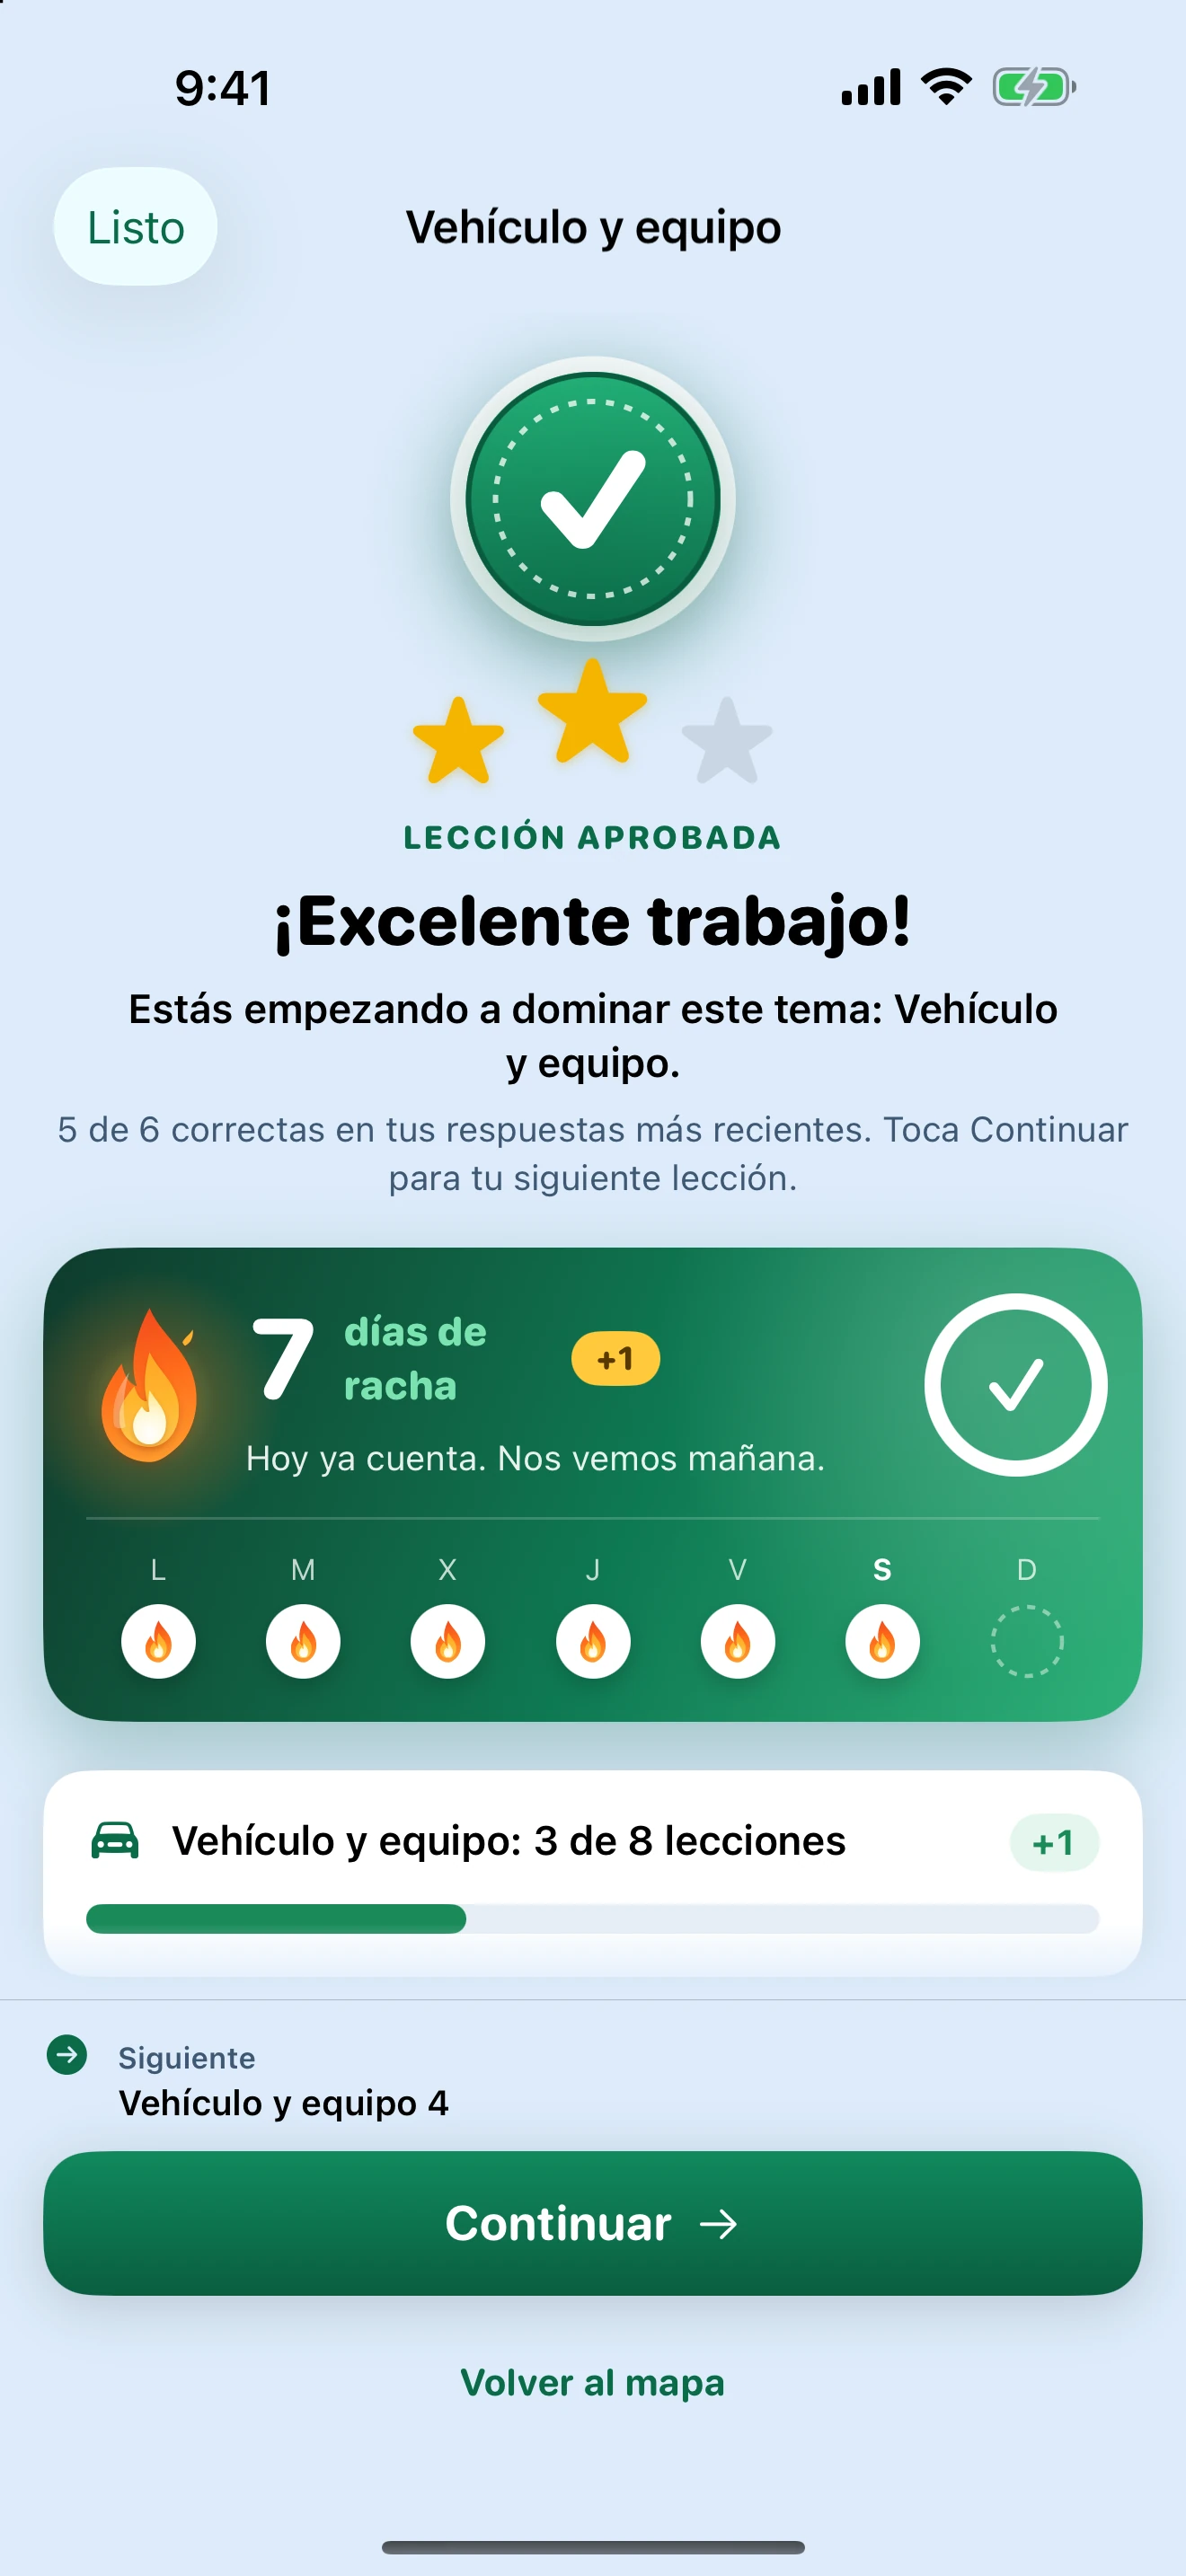 9:41
Listo
Vehículo y equipo
LECCIÓN APROBADA
¡Excelente trabajo!
Estás empezando a dominar este tema: Vehículo
y equipo.
5 de 6 correctas en tus respuestas más recientes. Toca Continuar
para tu siguiente lección.
7 días de
racha
+1
Hoy ya cuenta. Nos vemos mañana.
L M X J V S D
Vehículo y equipo: 3 de 8 lecciones +1
Siguiente
Vehículo y equipo 4
Continuar →
Volver al mapa